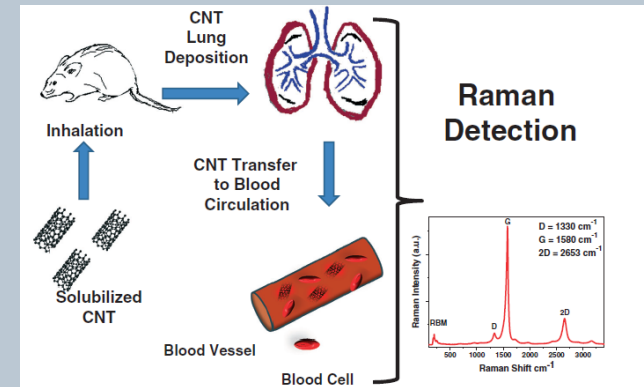 CNT
Lung
Deposition
Inhalation
Solubilized
CNT
CNT Transfer
to Blood
Circulation
Blood Vessel
Blood Cell
Raman
Detection
Raman Intensity (a.u.)
G
D = 1330 cm⁻¹
G = 1580 cm⁻¹
2D = 2653 cm⁻¹
RBM
D
2D
500 1000 1500 2000 2500 3000
Raman Shift cm⁻¹